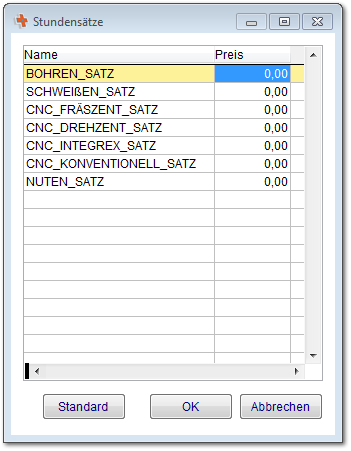 Stundensätze
Name Preis
BOHREN_SATZ 0,00
SCHWEIßEN_SATZ 0,00
CNC_FRÄSZENT_SATZ 0,00
CNC_DREHZENT_SATZ 0,00
CNC_INTEGREX_SATZ 0,00
CNC_KONVENTIONELL_SATZ 0,00
NUTEN_SATZ 0,00
Standard OK Abbrechen